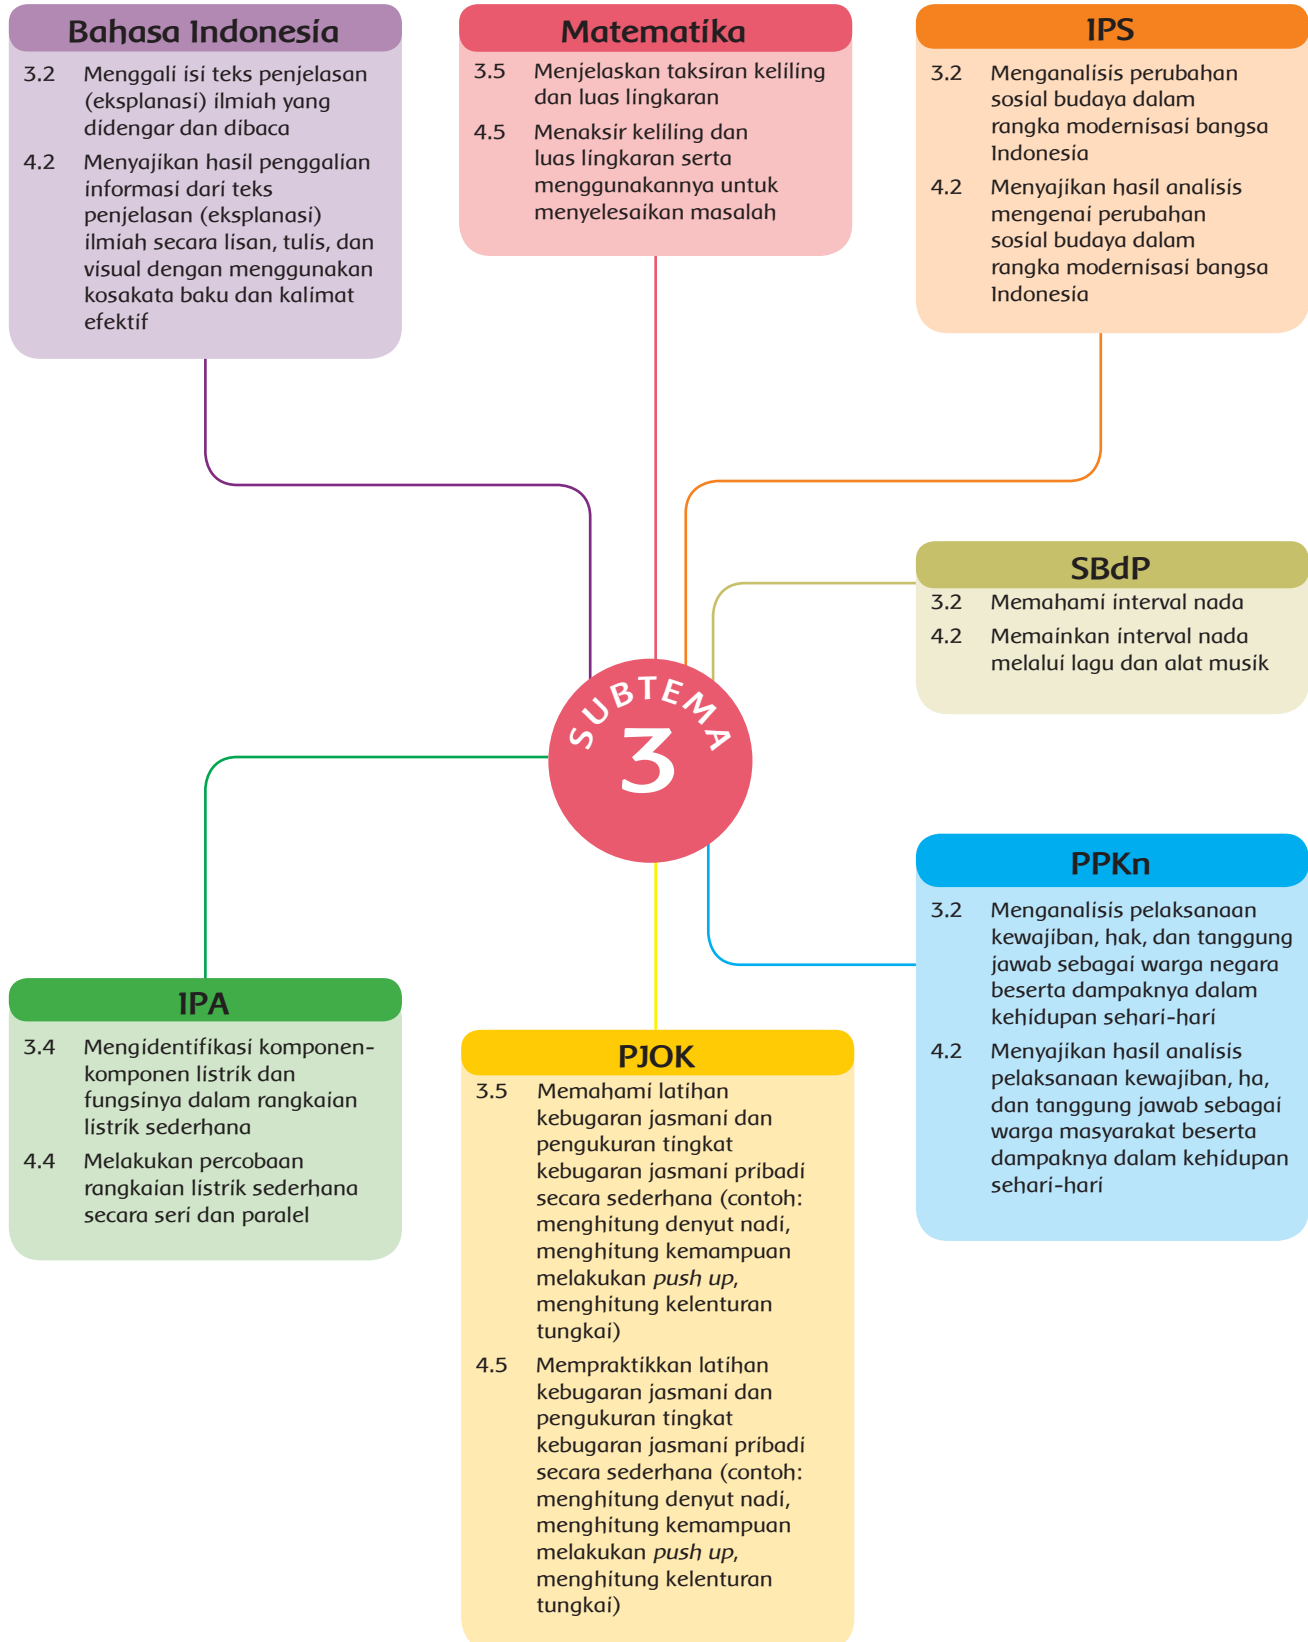 Bahasa Indonesia
3.2 Menggali isi teks penjelasan
(eksplanasi) ilmiah yang
didengar dan dibaca
4.2 Menyajikan hasil penggalian
informasi dari teks
penjelasan (eksplanasi)
ilmiah secara lisan, tulis, dan
visual dengan menggunakan
kosakata baku dan kalimat
efektif
Matematika
3.5 Menjelaskan taksiran keliling
dan luas lingkaran
4.5 Menaksir keliling dan
luas lingkaran serta
menggunakannya untuk
menyelesaikan masalah
IPS
3.2 Menganalisis perubahan
sosial budaya dalam
rangka modernisasi bangsa
Indonesia
4.2 Menyajikan hasil analisis
mengenai perubahan
sosial budaya dalam
rangka modernisasi bangsa
Indonesia
SBdP
3.2 Memahami interval nada
4.2 Memainkan interval nada
melalui lagu dan alat musik
SUBTEMA
3
PPKn
3.2 Menganalisis pelaksanaan
kewajiban, hak, dan tanggung
jawab sebagai warga negara
beserta dampaknya dalam
kehidupan sehari-hari
4.2 Menyajikan hasil analisis
pelaksanaan kewajiban, ha,
dan tanggung jawab sebagai
warga masyarakat beserta
dampaknya dalam kehidupan
sehari-hari
IPA
3.4 Mengidentifikasi komponen-
komponen listrik dan
fungsinya dalam rangkaian
listrik sederhana
4.4 Melakukan percobaan
rangkaian listrik sederhana
secara seri dan paralel
PJOK
3.5 Memahami latihan
kebugaran jasmani dan
pengukuran tingkat
kebugaran jasmani pribadi
secara sederhana (contoh:
menghitung denyut nadi,
menghitung kemampuan
melakukan push up,
menghitung kelenturan
tungkai)
4.5 Mempraktikkan latihan
kebugaran jasmani dan
pengukuran tingkat
kebugaran jasmani pribadi
secara sederhana (contoh:
menghitung denyut nadi,
menghitung kemampuan
melakukan push up,
menghitung kelenturan
tungkai)